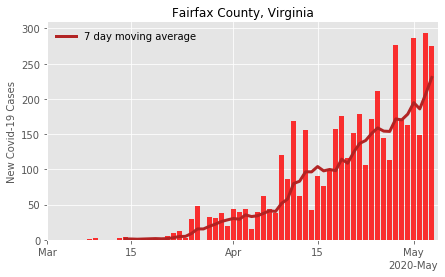 Fairfax County, Virginia
7 day moving average
New Covid-19 Cases
300
250
200
150
100
50
0
Mar 15 Apr 15 May
2020-May